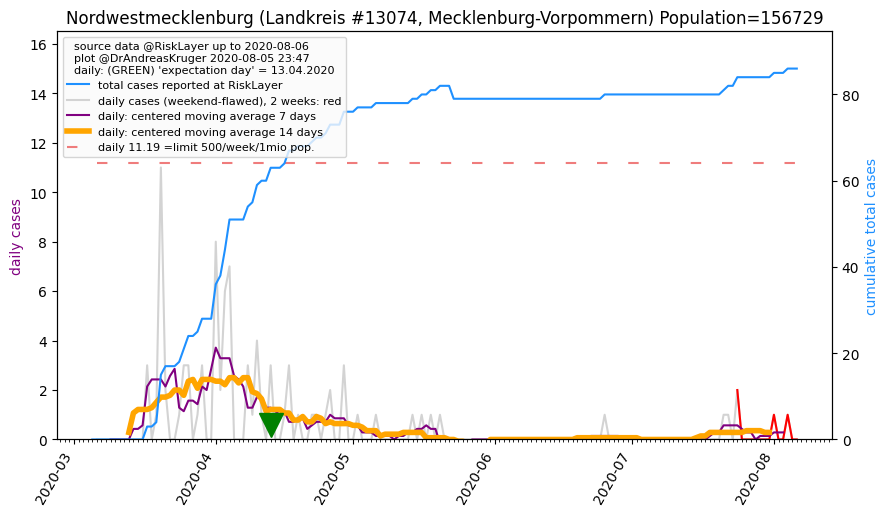 Nordwestmecklenburg (Landkreis #13074, Mecklenburg-Vorpommern) Population=156729
source data @RiskLayer up to 2020-08-06
plot @DrAndreasKruger 2020-08-05 23:47
daily: (GREEN) 'expectation day' = 13.04.2020
total cases reported at RiskLayer
daily cases (weekend-flawed), 2 weeks: red
daily: centered moving average 7 days
daily: centered moving average 14 days
daily 11.19 =limit 500/week/1mio pop.
daily cases
16
14
12
10
8
6
4
2
0
cumulative total cases
80
60
40
20
0
2020-03
2020-04
2020-05
2020-06
2020-07
2020-08